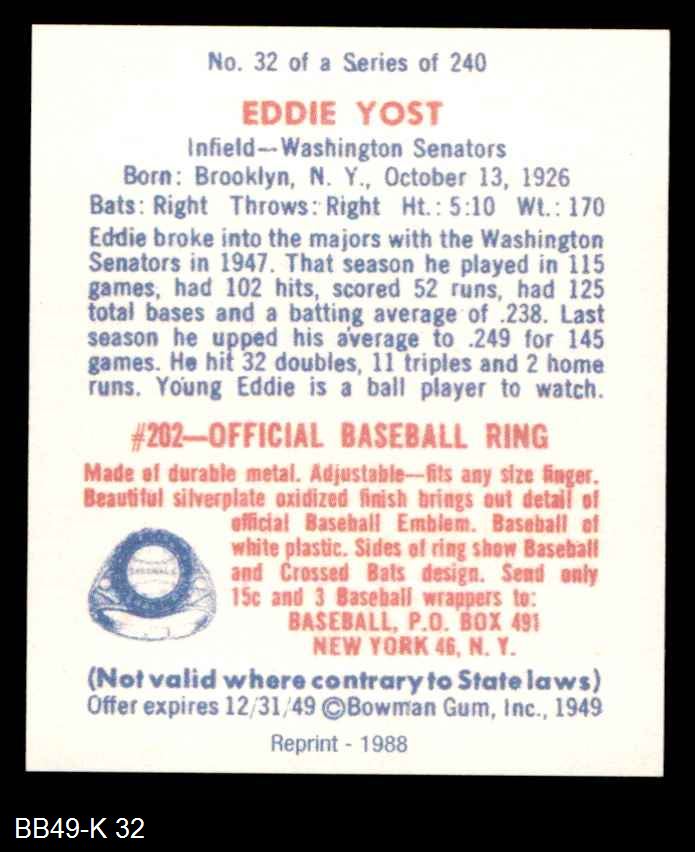 No. 32 of a Series of 240
EDDIE YOST
Infield—Washington Senators
Born: Brooklyn, N. Y., October 13, 1926
Bats: Right Throws: Right Ht.: 5:10 Wt.: 170
Eddie broke into the majors with the Washington
Senators in 1947. That season he played in 115
games, had 102 hits, scored 52 runs, had 125
total bases and a batting average of .238. Last
season he upped his average to .249 for 145
games. He hit 32 doubles, 11 triples and 2 home
runs. Young Eddie is a ball player to watch.
#202—OFFICIAL BASEBALL RING
Made of durable metal. Adjustable—fits any size finger.
Beautiful silverplate oxidized finish brings out detail of
official Baseball Emblem. Baseball of
white plastic. Sides of ring show Baseball
and Crossed Bats design. Send only
15c and 3 Baseball wrappers to:
BASEBALL, P.O. BOX 491
NEW YORK 46, N. Y.
BASEBALL
(Not valid where contrary to State laws)
Offer expires 12/31/49 ©Bowman Gum, Inc., 1949
Reprint - 1988
BB49-K 32